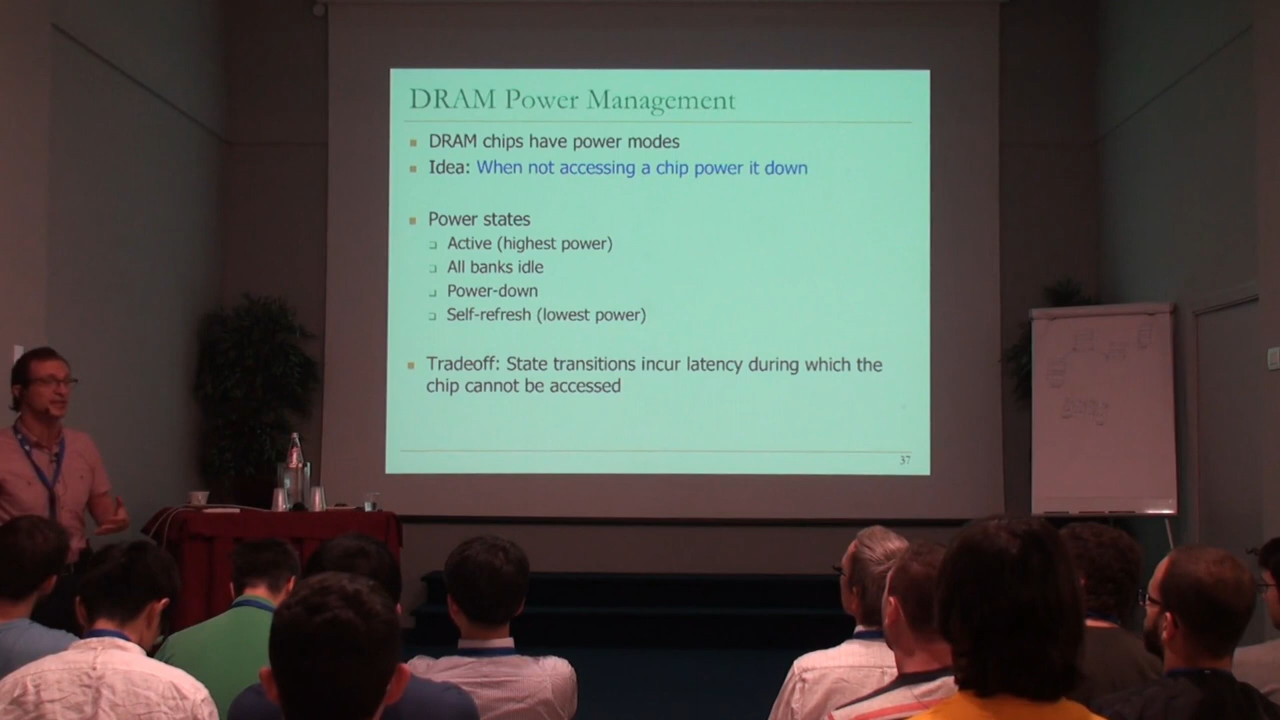 DRAM Power Management
DRAM chips have power modes
Idea: When not accessing a chip power it down
Power states
Active (highest power)
All banks idle
Power-down
Self-refresh (lowest power)
Tradeoff: State transitions incur latency during which the
chip cannot be accessed
37